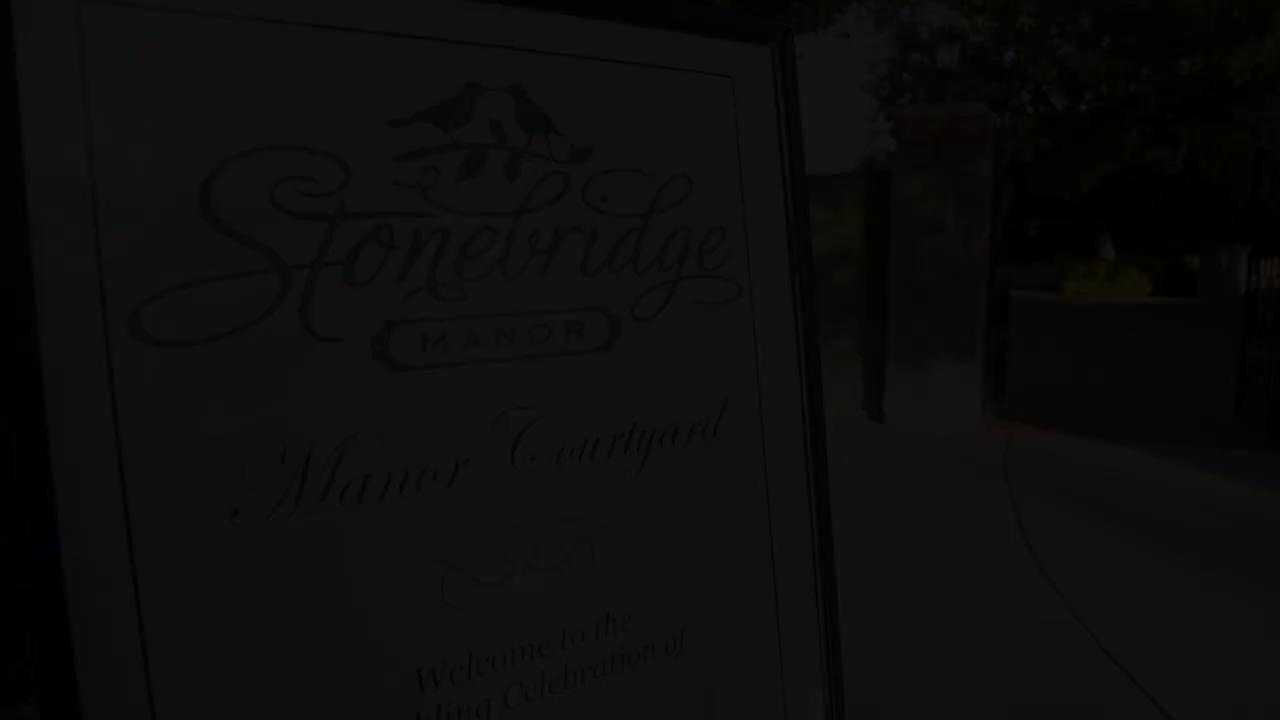 Stonebridge
MANOR
Manor Courtyard
Welcome to the
Celebration of